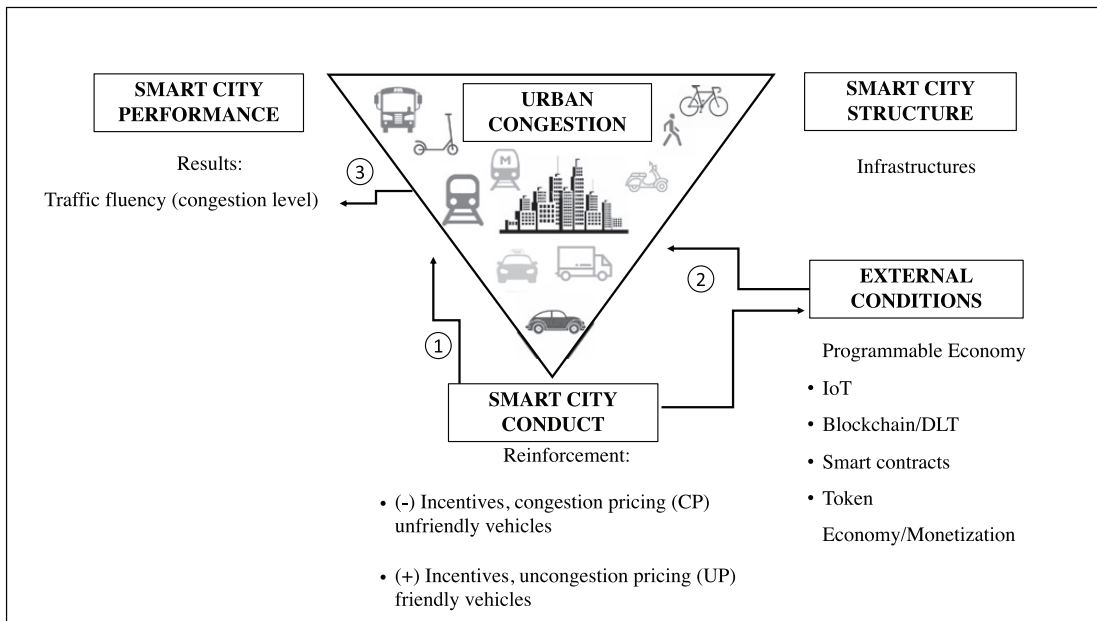 SMART CITY
PERFORMANCE
Results:
Traffic fluency (congestion level)
③
URBAN
CONGESTION
M
SMART CITY
STRUCTURE
Infrastructures
②
EXTERNAL
CONDITIONS
Programmable Economy
• IoT
• Blockchain/DLT
• Smart contracts
• Token
Economy/Monetization
①
SMART CITY
CONDUCT
Reinforcement:
• (-) Incentives, congestion pricing (CP)
unfriendly vehicles
• (+) Incentives, uncongestion pricing (UP)
friendly vehicles